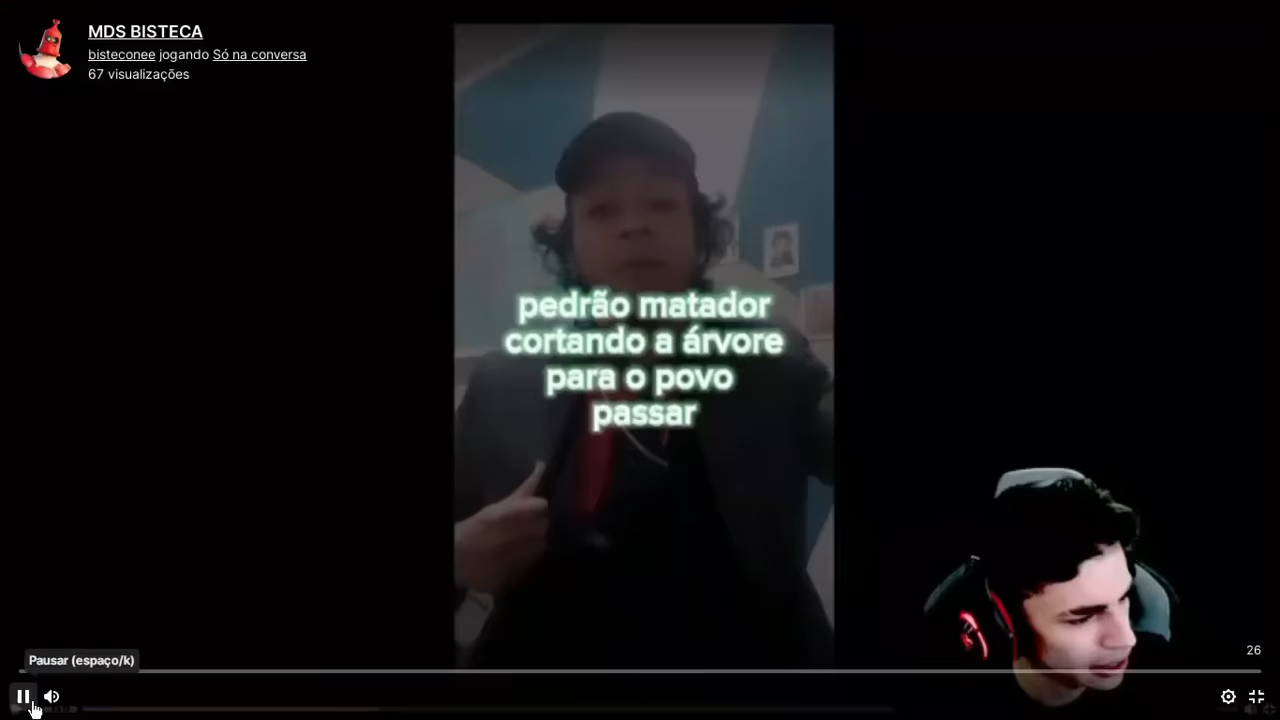 MDS BISTECA
bisteconee jogando Só na conversa
67 visualizações
pedrão matador
cortando a árvore
para o povo
passar
26
Pausar (espaço/k)